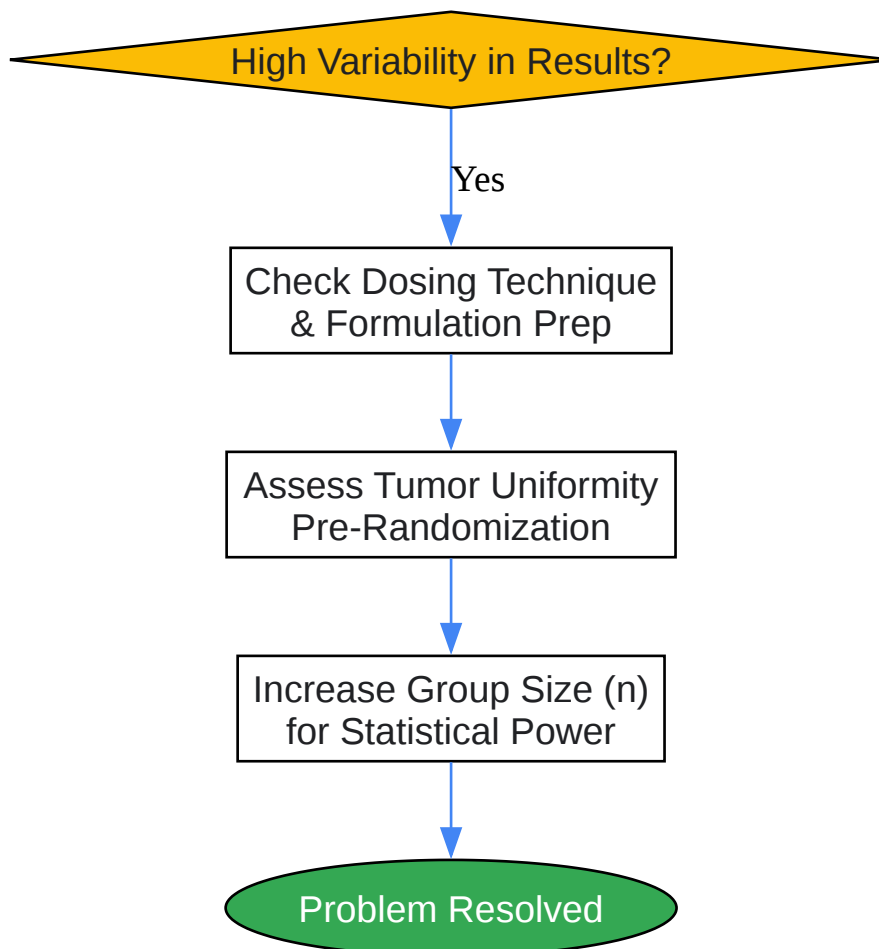 High Variability in Results?
Yes
Check Dosing Technique
& Formulation Prep
Assess Tumor Uniformity
Pre-Randomization
Increase Group Size (n)
for Statistical Power
Problem Resolved